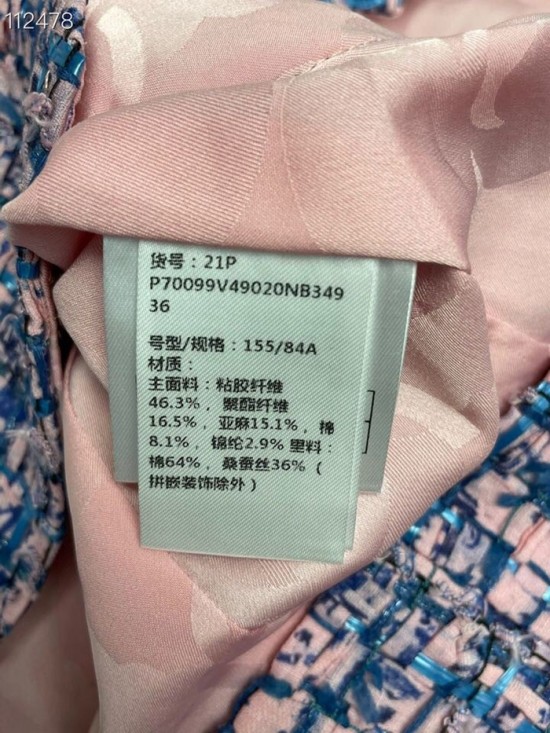 112478
货号：21P
P70099V49020NB349
36
号型/规格：155/84A
材质：
主面料：粘胶纤维
46.3%，聚酯纤维
16.5%，亚麻15.1%，棉
8.1%，锦纶2.9% 里料：
棉64%，桑蚕丝36%（
拼嵌装饰除外）